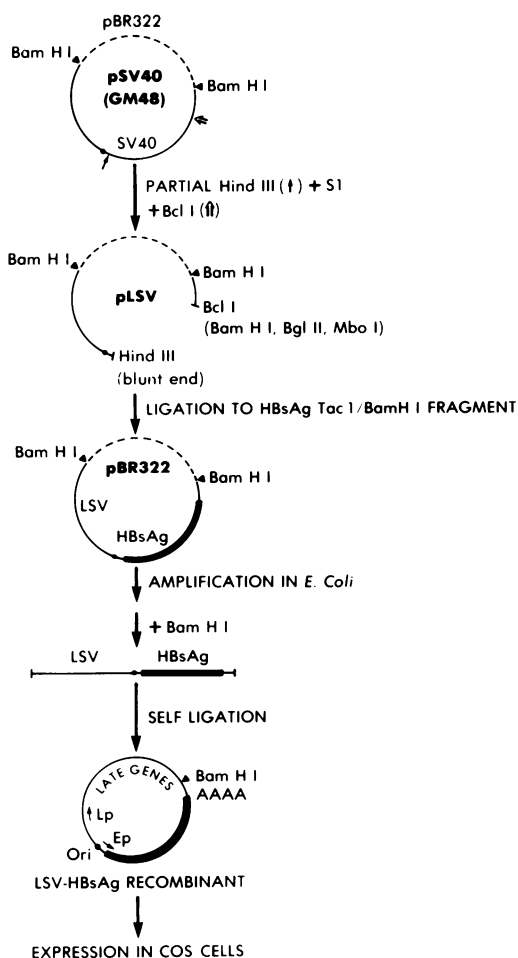 pBR322
Bam H I
pSV40
(GM48)
Bam H I
SV40
PARTIAL Hind III (↑) + S1
+Bcl I (⇑)
Bam H I
Bam H I
pLSV
Bcl I
(Bam H I, Bgl II, Mbo I)
Hind III
(blunt end)
LIGATION TO HBsAg Tac 1/BamH I FRAGMENT
Bam H I
pBR322
Bam H I
LSV
HBsAg
AMPLIFICATION IN E. Coli
+ Bam H I
LSV
HBsAg
SELF LIGATION
Bam H I
LATE GENES
AAAA
Lp
Ep
Ori
LSV-HBsAg RECOMBINANT
EXPRESSION IN COS CELLS